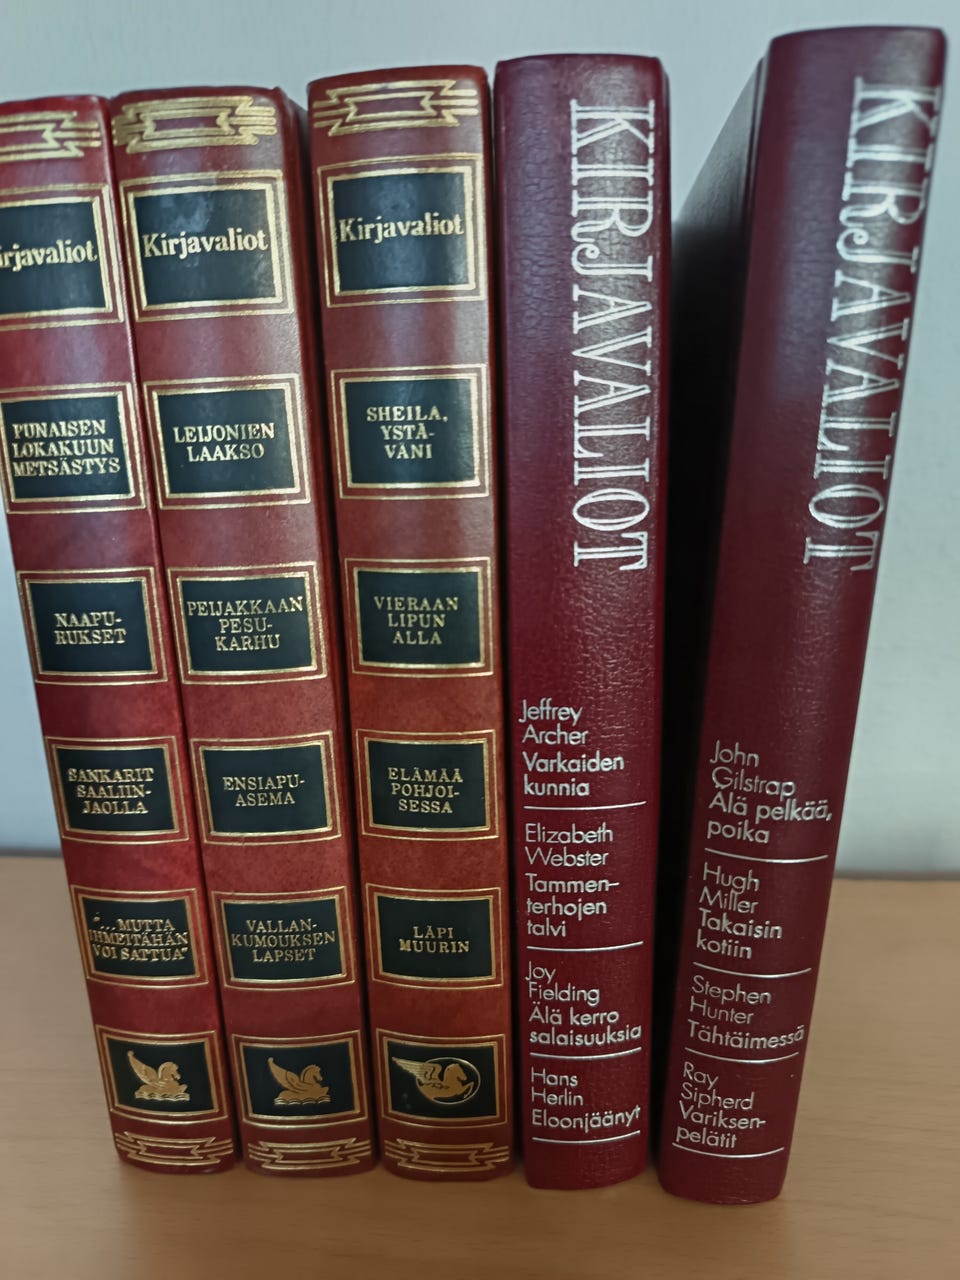 Kirjavaliot
PUNAISEN
LOKAKUUN
METSÄSTYS
NAAPU-
RUKSET
SANKARIT
SAALIIN-
JAOLLA
"...MUTTA
IHMEITÄHÄN
VOI SATTUA"
Kirjavaliot
LEIJONIEN
LAAKSO
PEIJAKKAAN
PESU-
KARHU
ENSIAPU-
ASEMA
VALLAN-
KUMOUKSEN
LAPSET
Kirjavaliot
SHEILA,
YSTÄ-
VÄNI
VIERAAN
LIPUN
ALLA
ELÄMÄÄ
POHJOI-
SESSA
LÄPI
MUURIN
KIRJAVALIOT
Jeffrey
Archer
Varkaiden
kunnia
Elizabeth
Webster
Tammen-
terhojen
talvi
Joy
Fielding
Älä kerro
salaisuuksia
Hans
Herlin
Eloonjäänyt
KIRJAVALIOT
John
Gilstrap
Älä pelkää,
poika
Hugh
Miller
Takaisin
kotiin
Stephen
Hunter
Tähtäimessä
Ray
Sipherd
Variksen-
pelätit